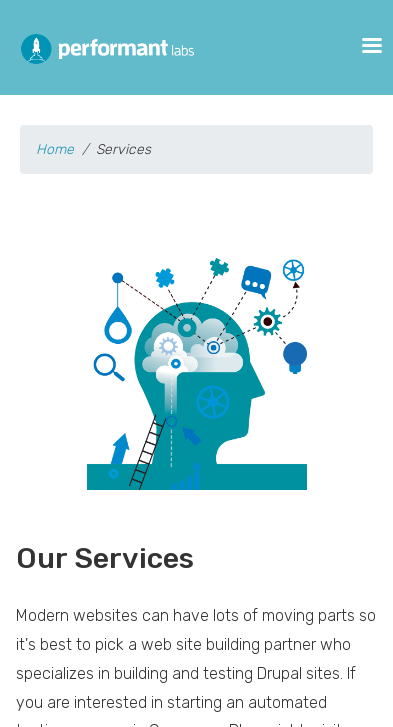 performant labs
Home / Services
Our Services
Modern websites can have lots of moving parts so
it's best to pick a web site building partner who
specializes in building and testing Drupal sites. If
you are interested in starting an automated